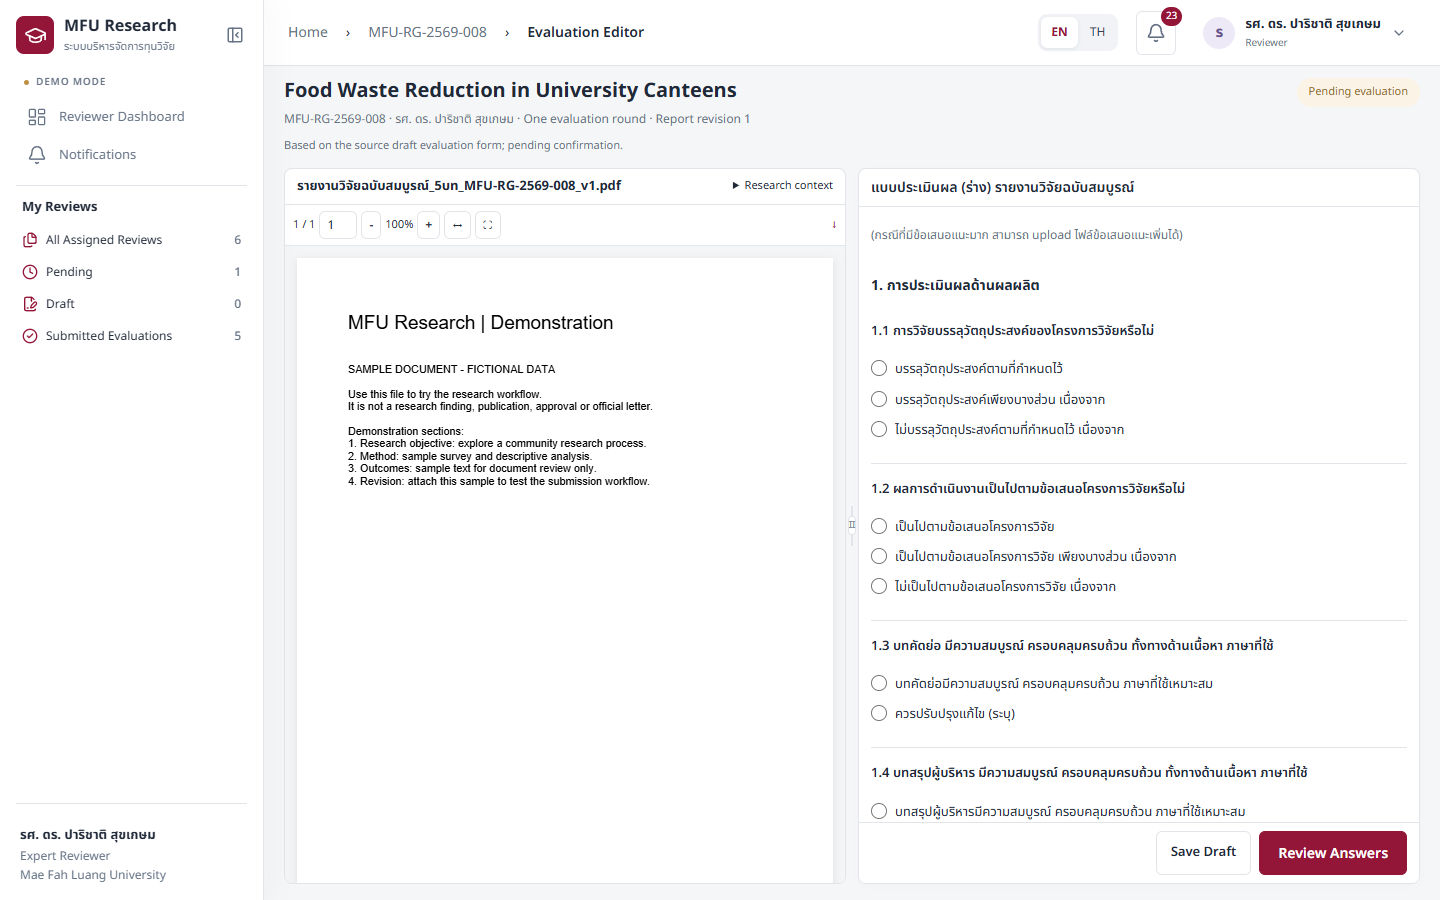 MFU Research
ระบบบริหารจัดการทุนวิจัย
DEMO MODE
Reviewer Dashboard
Notifications
My Reviews
All Assigned Reviews 6
Pending 1
Draft 0
Submitted Evaluations 5
รศ. ดร. ปาริชาติ สุขเกษม
Expert Reviewer
Mae Fah Luang University
Home › MFU-RG-2569-008 › Evaluation Editor
EN TH
23
S
รศ. ดร. ปาริชาติ สุขเกษม
Reviewer
Food Waste Reduction in University Canteens
Pending evaluation
MFU-RG-2569-008 · รศ. ดร. ปาริชาติ สุขเกษม · One evaluation round · Report revision 1
Based on the source draft evaluation form; pending confirmation.
รายงานวิจัยฉบับสมบูรณ์_5บท_MFU-RG-2569-008_v1.pdf
▶ Research context
1 / 1 1 - 100% + ↔ ⛶ ↓
MFU Research | Demonstration
SAMPLE DOCUMENT - FICTIONAL DATA
Use this file to try the research workflow.
It is not a research finding, publication, approval or official letter.
Demonstration sections:
1. Research objective: explore a community research process.
2. Method: sample survey and descriptive analysis.
3. Outcomes: sample text for document review only.
4. Revision: attach this sample to test the submission workflow.
แบบประเมินผล (ร่าง) รายงานวิจัยฉบับสมบูรณ์
(กรณีที่มีข้อเสนอแนะมาก สามารถ upload ไฟล์ข้อเสนอแนะเพิ่มได้)
1. การประเมินผลด้านผลผลิต
1.1 การวิจัยบรรลุวัตถุประสงค์ของโครงการวิจัยหรือไม่
บรรลุวัตถุประสงค์ตามที่กำหนดไว้
บรรลุวัตถุประสงค์เพียงบางส่วน เนื่องจาก
ไม่บรรลุวัตถุประสงค์ตามที่กำหนดไว้ เนื่องจาก
1.2 ผลการดำเนินงานเป็นไปตามข้อเสนอโครงการวิจัยหรือไม่
เป็นไปตามข้อเสนอโครงการวิจัย
เป็นไปตามข้อเสนอโครงการวิจัย เพียงบางส่วน เนื่องจาก
ไม่เป็นไปตามข้อเสนอโครงการวิจัย เนื่องจาก
1.3 บทคัดย่อ มีความสมบูรณ์ ครอบคลุมครบถ้วน ทั้งทางด้านเนื้อหา ภาษาที่ใช้
บทคัดย่อมีความสมบูรณ์ ครอบคลุมครบถ้วน ภาษาที่ใช้เหมาะสม
ควรปรับปรุงแก้ไข (ระบุ)
1.4 บทสรุปผู้บริหาร มีความสมบูรณ์ ครอบคลุมครบถ้วน ทั้งทางด้านเนื้อหา ภาษาที่ใช้
บทสรุปผู้บริหารมีความสมบูรณ์ ครอบคลุมครบถ้วน ภาษาที่ใช้เหมาะสม
Save Draft
Review Answers